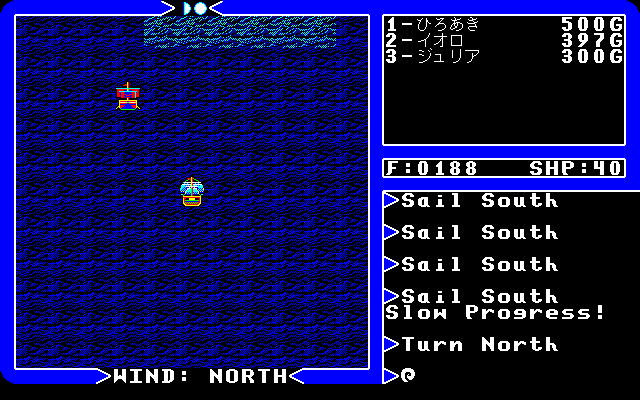 1-ひろあき 500G
2-イオロ 397G
3-ジュリア 300G
F:0188 SHP:40
Sail South
Sail South
Sail South
Sail South
Slow Progress!
Turn North
WIND: NORTH